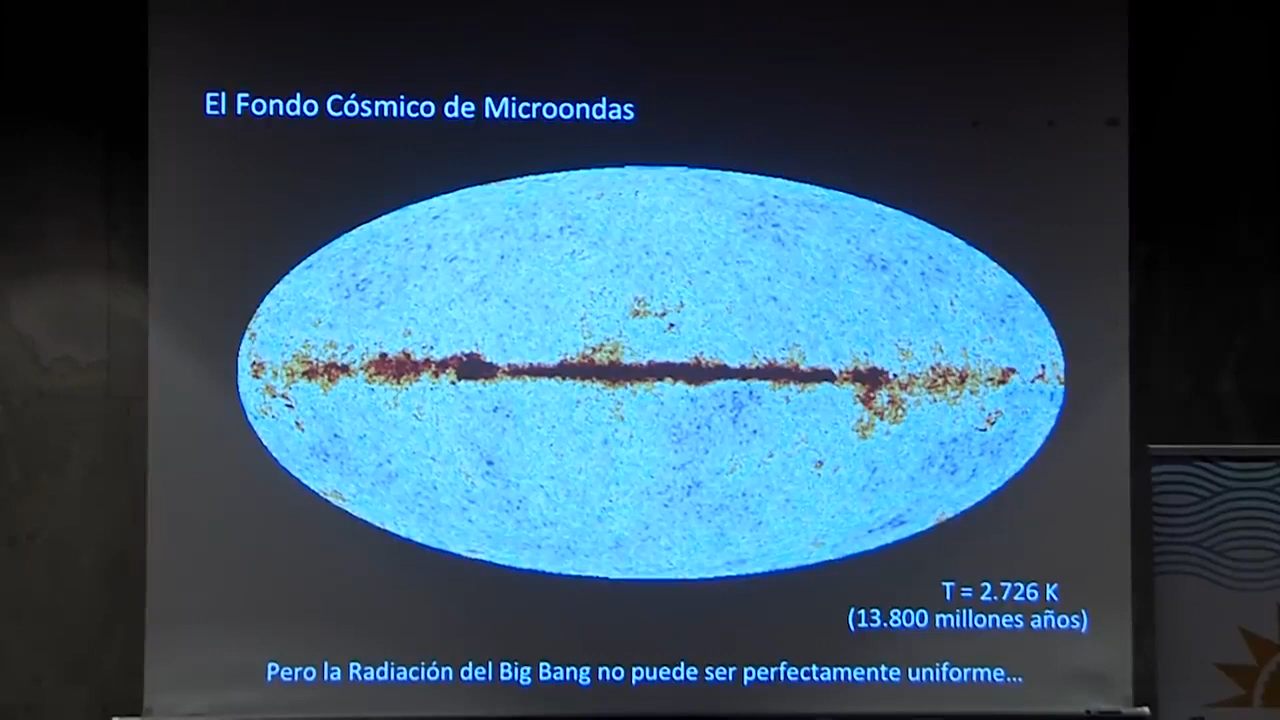 El Fondo Cósmico de Microondas
T = 2.726 K
(13.800 millones años)
Pero la Radiación del Big Bang no puede ser perfectamente uniforme...